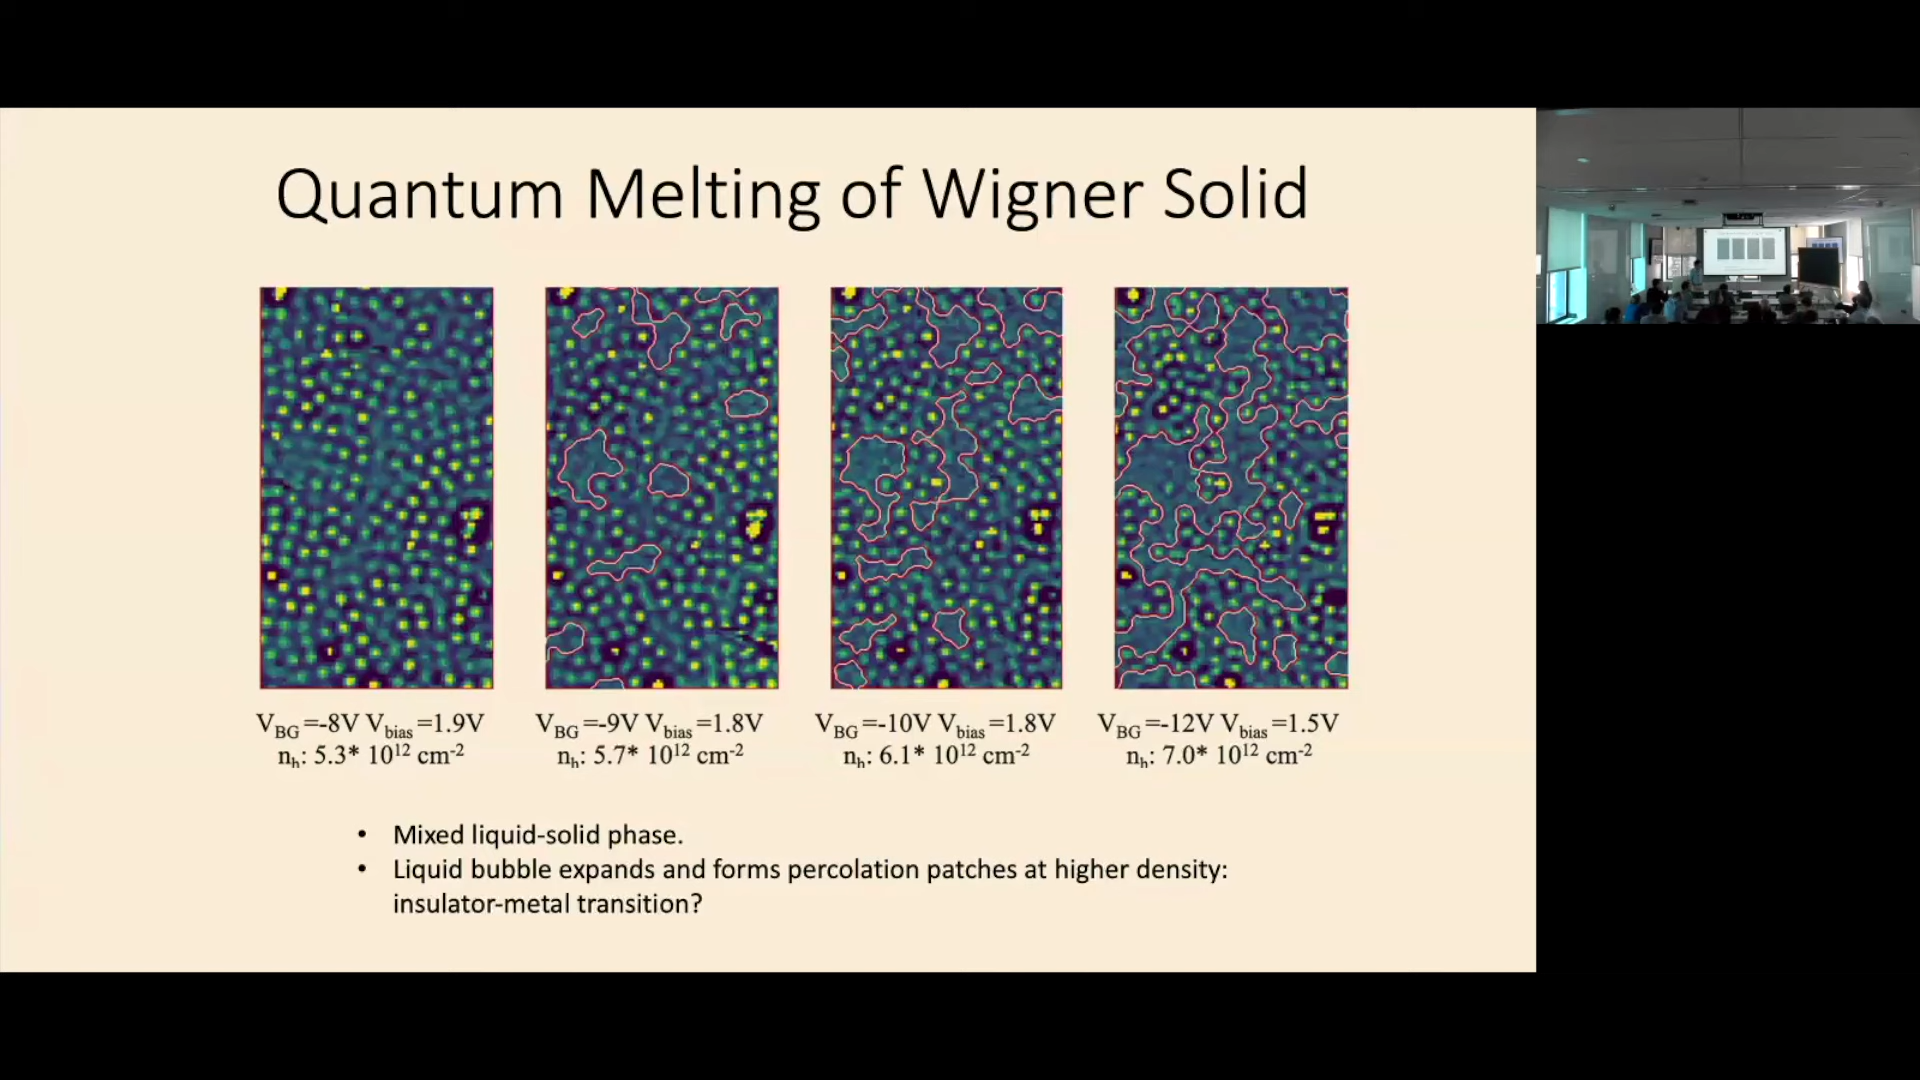 Quantum Melting of Wigner Solid
V_BG =-8V V_bias =1.9V
n_h: 5.3* 10^12 cm^-2
V_BG =-9V V_bias =1.8V
n_h: 5.7* 10^12 cm^-2
V_BG =-10V V_bias =1.8V
n_h: 6.1* 10^12 cm^-2
V_BG =-12V V_bias =1.5V
n_h: 7.0* 10^12 cm^-2
• Mixed liquid-solid phase.
• Liquid bubble expands and forms percolation patches at higher density:
insulator-metal transition?